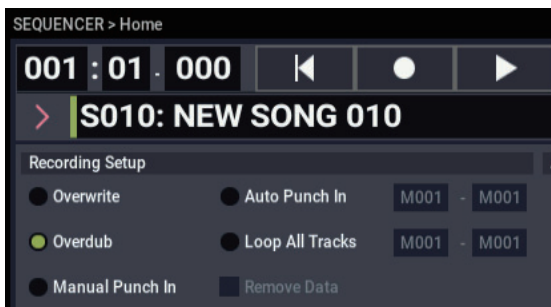 SEQUENCER > Home
001 : 01 . 000
S010: NEW SONG 010
Recording Setup
Overwrite Auto Punch In M001 - M001
Overdub Loop All Tracks M001 - M001
Manual Punch In Remove Data